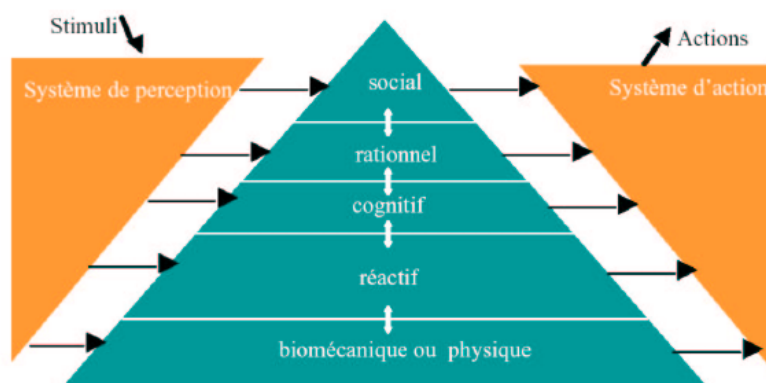 Stimuli
Actions
Système de perception
social
Système d'action
rationnel
cognitif
réactif
biomécanique ou physique